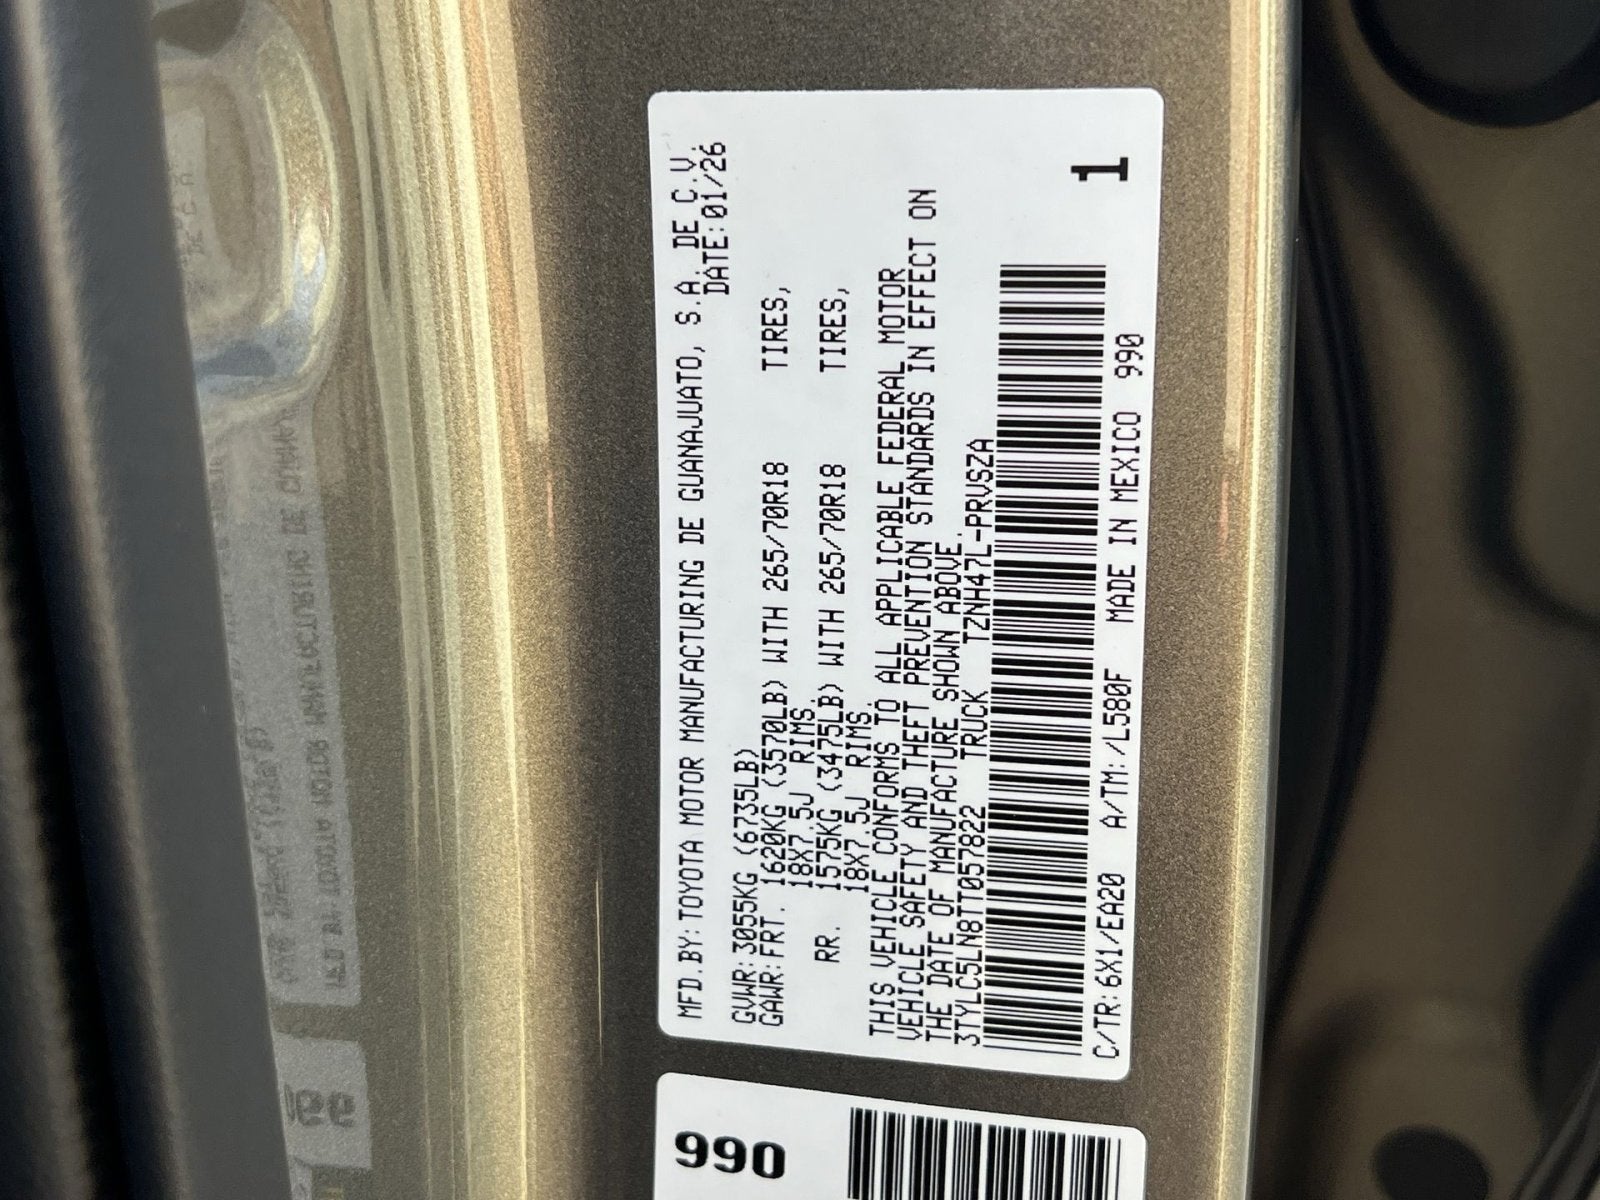 MFD.BY: TOYOTA MOTOR MANUFACTURING DE GUANAJUATO, S.A. DE C.V.
DATE: 01/26
GVWR: 3055KG (6735LB)
GAWR: FRT. 1620KG (3570LB) WITH 265/70R18 TIRES,
18X7.5J RIMS,
RR. 1575KG (3475LB) WITH 265/70R18 TIRES,
18X7.5J RIMS.
THIS VEHICLE CONFORMS TO ALL APPLICABLE FEDERAL MOTOR
VEHICLE SAFETY AND THEFT PREVENTION STANDARDS IN EFFECT ON
THE DATE OF MANUFACTURE SHOWN ABOVE.
3TYLC5LN8TT057822 TRUCK TZNH47L-PRVSZA
1
C/TR: 6X1/EA20 A/TM: /L580F MADE IN MEXICO 990
990